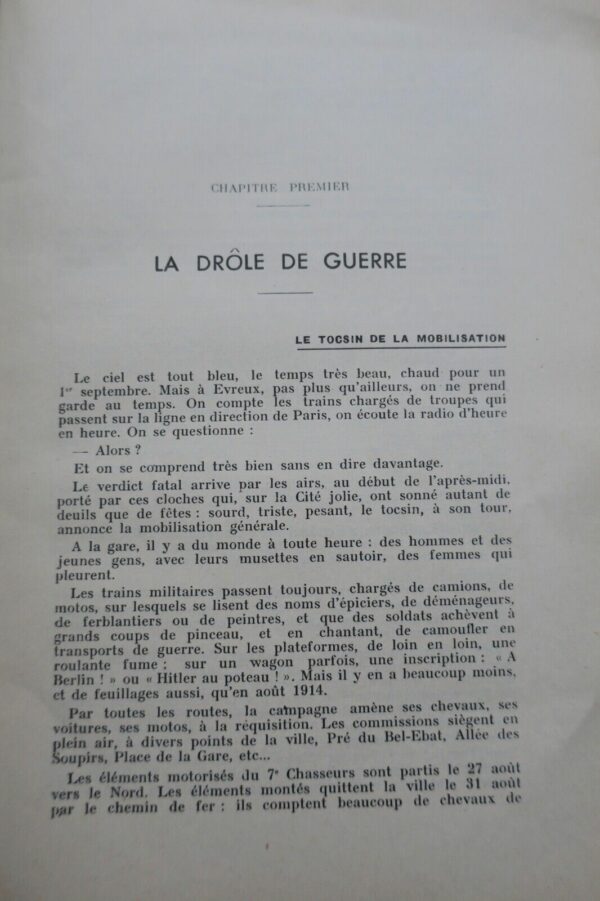 CHAPITRE PREMIER
LA DRÔLE DE GUERRE
LE TOCSIN DE LA MOBILISATION
Le ciel est tout bleu, le temps très beau, chaud pour un
1er septembre. Mais à Evreux, pas plus qu'ailleurs, on ne prend
garde au temps. On compte les trains chargés de troupes qui
passent sur la ligne en direction de Paris, on écoute la radio d'heure
en heure. On se questionne :
— Alors ?
Et on se comprend très bien sans en dire davantage.
Le verdict fatal arrive par les airs, au début de l'après-midi,
porté par ces cloches qui, sur la Cité jolie, ont sonné autant de
deuils que de fêtes : sourd, triste, pesant, le tocsin, à son tour,
annonce la mobilisation générale.
A la gare, il y a du monde à toute heure : des hommes et des
jeunes gens, avec leurs musettes en sautoir, des femmes qui
pleurent.
Les trains militaires passent toujours, chargés de camions, de
motos, sur lesquels se lisent des noms d'épiciers, de déménageurs,
de ferblantiers ou de peintres, et que des soldats achèvent à
grands coups de pinceau, et en chantant, de camoufler en
transports de guerre. Sur les plateformes, de loin en loin, une
roulante fume ; sur un wagon parfois, une inscription : « A
Berlin ! » ou « Hitler au poteau ! ». Mais il y en a beaucoup moins,
et de feuillages aussi, qu'en août 1914.
Par toutes les routes, la campagne amène ses chevaux, ses
voitures, ses motos, à la réquisition. Les commissions siègent en
plein air, à divers points de la ville, Pré du Bel-Ebat, Allée des
Soupirs, Place de la Gare, etc...
Les éléments motorisés du 7e Chasseurs sont partis le 27 août
vers le Nord. Les éléments montés quittent la ville le 31 août
par le chemin de fer : ils comptent beaucoup de chevaux de